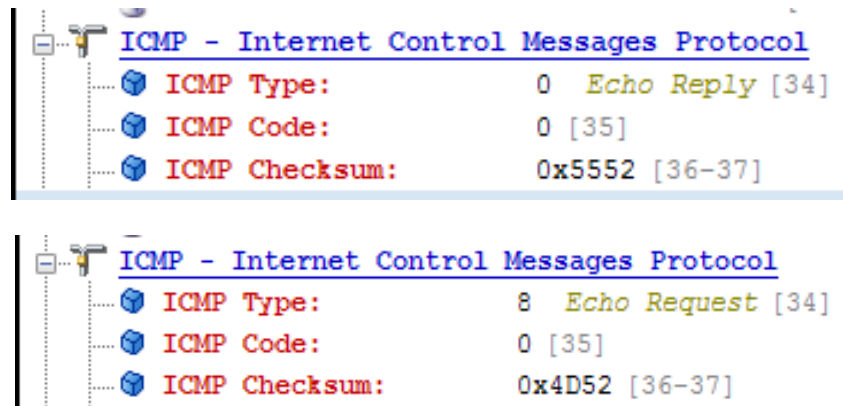 ICMP - Internet Control Messages Protocol
ICMP Type: 0 Echo Reply [34]
ICMP Code: 0 [35]
ICMP Checksum: 0x5552 [36-37]
ICMP - Internet Control Messages Protocol
ICMP Type: 8 Echo Request [34]
ICMP Code: 0 [35]
ICMP Checksum: 0x4D52 [36-37]